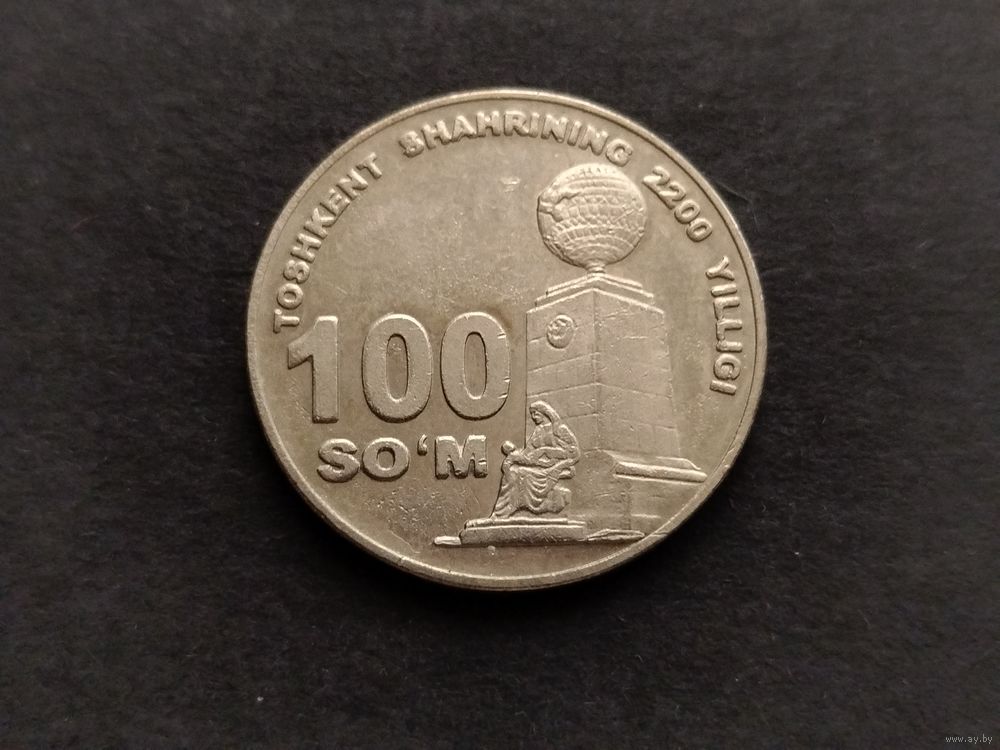 TOSHKENT SHAHRINING 2200 YILLIGI
100
SO‘M
www.ay.by